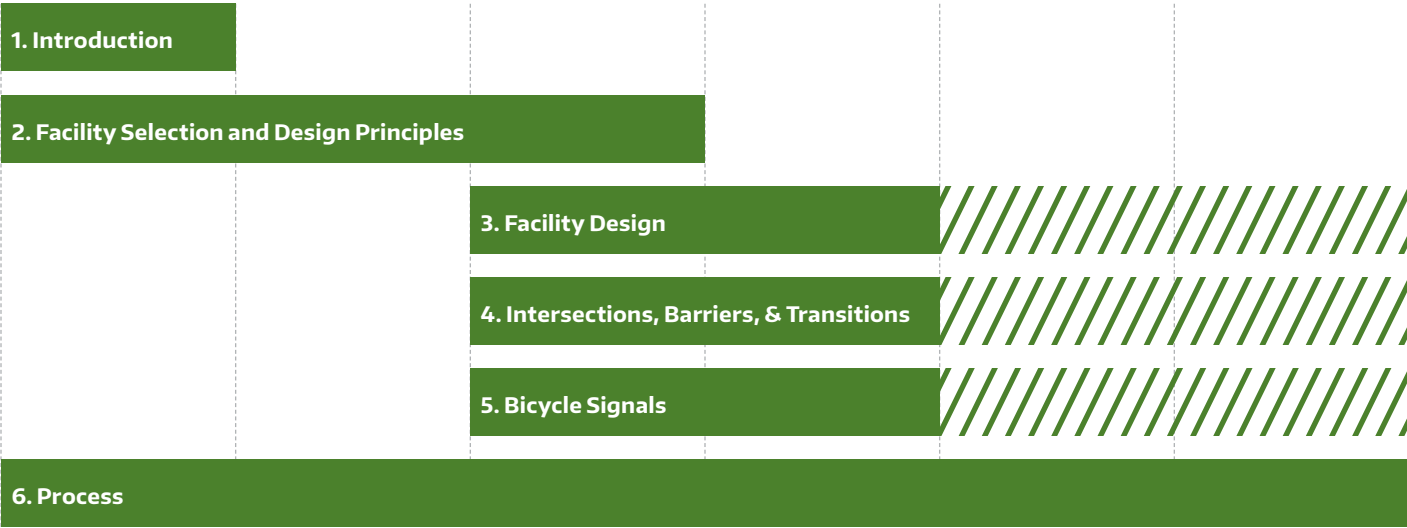 1. Introduction
2. Facility Selection and Design Principles
3. Facility Design
4. Intersections, Barriers, & Transitions
5. Bicycle Signals
6. Process